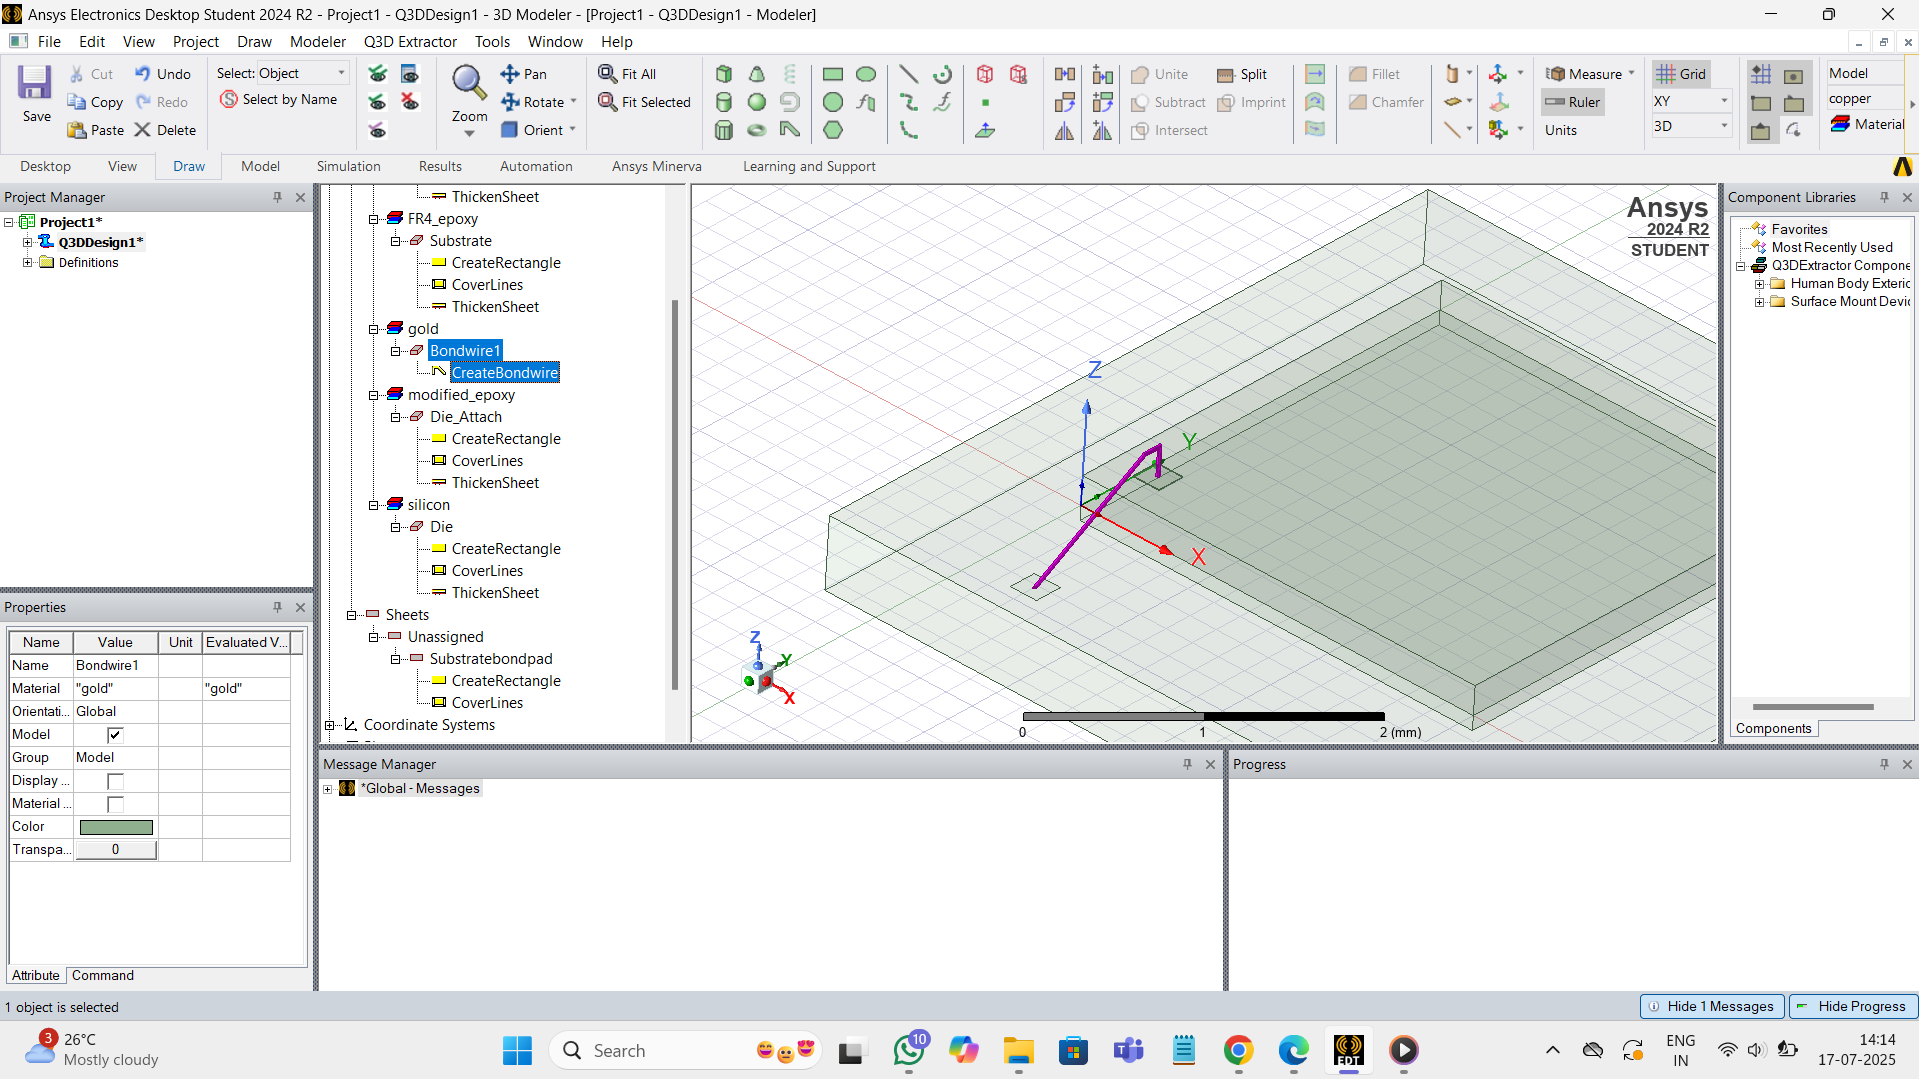 Ansys Electronics Desktop Student 2024 R2 - Project1 - Q3DDesign1 - 3D Modeler - [Project1 - Q3DDesign1 - Modeler]
File Edit View Project Draw Modeler Q3D Extractor Tools Window Help
Save
Cut
Copy
Paste
Undo
Redo
Delete
Select: Object
Select by Name
Zoom
Pan
Rotate
Orient
Fit All
Fit Selected
Unite
Subtract
Intersect
Split
Imprint
Fillet
Chamfer
Measure
Ruler
Units
Grid
XY
3D
Model
copper
Material
Desktop View Draw Model Simulation Results Automation Ansys Minerva Learning and Support
Project Manager
Project1*
Q3DDesign1*
Definitions
ThickenSheet
FR4_epoxy
Substrate
CreateRectangle
CoverLines
ThickenSheet
gold
Bondwire1
CreateBondwire
modified_epoxy
Die_Attach
CreateRectangle
CoverLines
ThickenSheet
silicon
Die
CreateRectangle
CoverLines
ThickenSheet
Sheets
Unassigned
Substratebondpad
CreateRectangle
CoverLines
Coordinate Systems
Ansys
2024 R2
STUDENT
Z
Y
X
Z
Y
X
0 1 2 (mm)
Component Libraries
Favorites
Most Recently Used
Q3DExtractor Compone
Human Body Exteric
Surface Mount Devi
Components
Properties
Name Value Unit Evaluated V...
Name Bondwire1
Material "gold" "gold"
Orientati... Global
Model
Group Model
Display ...
Material ...
Color
Transpa... 0
Attribute Command
Message Manager
*Global - Messages
Progress
1 object is selected
Hide 1 Messages
Hide Progress
3
26°C
Mostly cloudy
Search
10
EDT
ENG
IN
14:14
17-07-2025